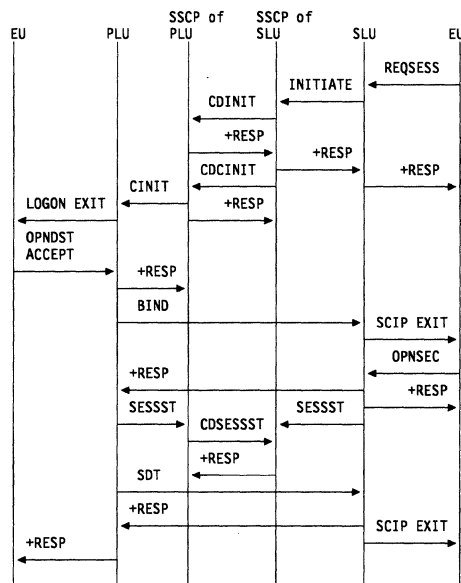 SSCP of SSCP of
EU PLU PLU SLU SLU EU
REQSESS
INITIATE
CDINIT
+RESP
+RESP
CDCINIT +RESP
CINIT
LOGON EXIT +RESP
OPNDST
ACCEPT
+RESP
BIND
SCIP EXIT
OPNSEC
+RESP
+RESP
SESSST CDSESSST SESSST
+RESP
SDT
+RESP
SCIP EXIT
+RESP